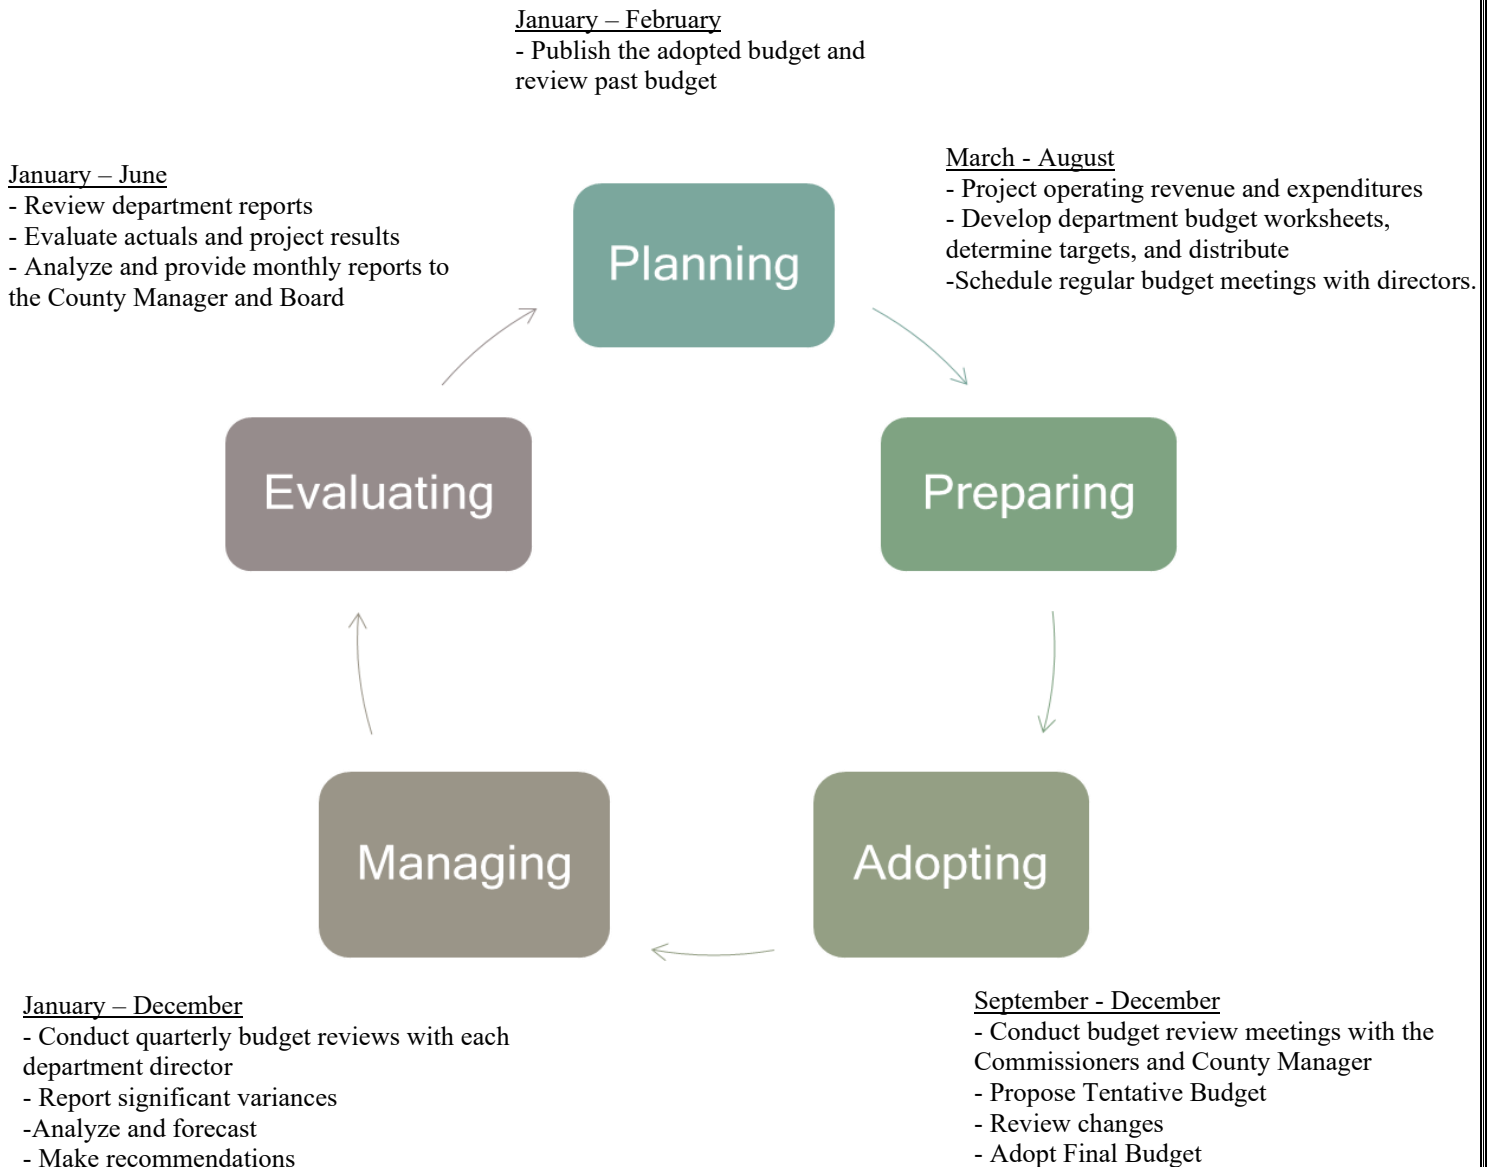 January – February
- Publish the adopted budget and
review past budget
January – June
- Review department reports
- Evaluate actuals and project results
- Analyze and provide monthly reports to
the County Manager and Board
March - August
- Project operating revenue and expenditures
- Develop department budget worksheets,
determine targets, and distribute
-Schedule regular budget meetings with directors.
Planning
Evaluating
Preparing
Managing
Adopting
January – December
- Conduct quarterly budget reviews with each
department director
- Report significant variances
-Analyze and forecast
- Make recommendations
September - December
- Conduct budget review meetings with the
Commissioners and County Manager
- Propose Tentative Budget
- Review changes
- Adopt Final Budget